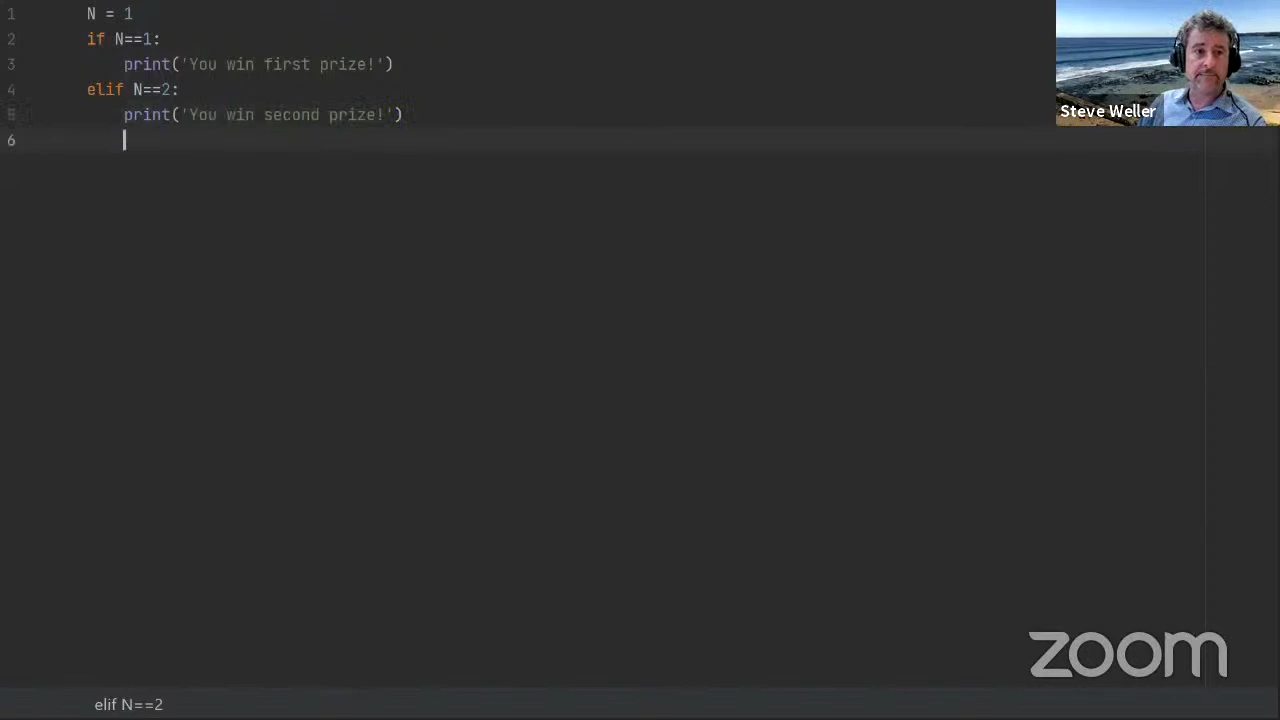 1 N = 1
2 if N==1:
3 print('You win first prize!')
4 elif N==2:
5 print('You win second prize!')
6
Steve Weller
zoom
elif N==2